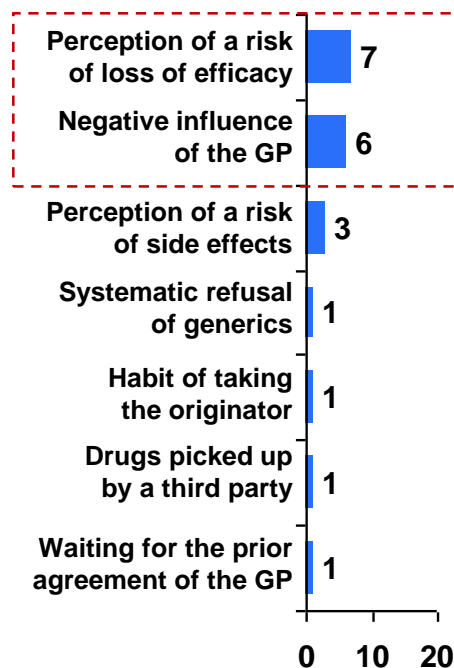 Perception of a risk
of loss of efficacy
7
Negative influence
of the GP
6
Perception of a risk
of side effects
3
Systematic refusal
of generics
1
Habit of taking
the originator
1
Drugs picked up
by a third party
1
Waiting for the prior
agreement of the GP
1
0 10 20